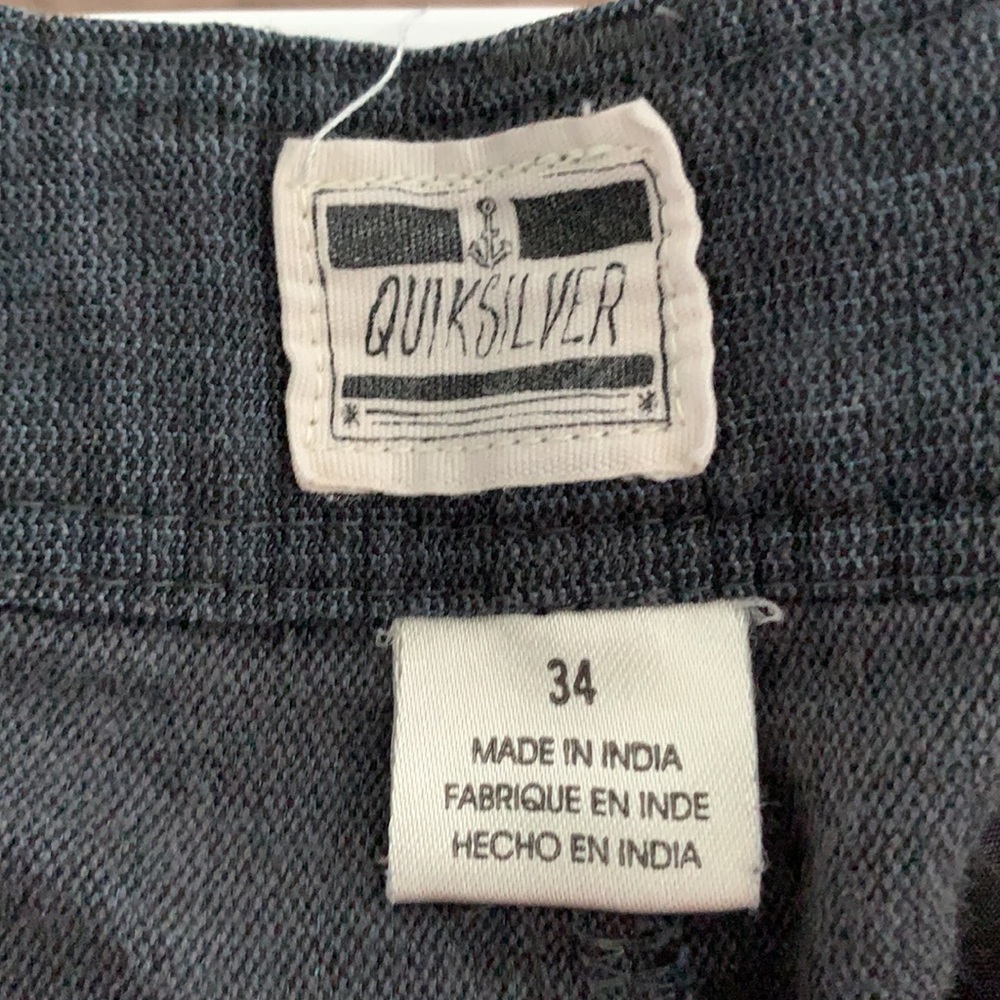 QUIKSILVER
34
MADE IN INDIA
FABRIQUE EN INDE
HECHO EN INDIA